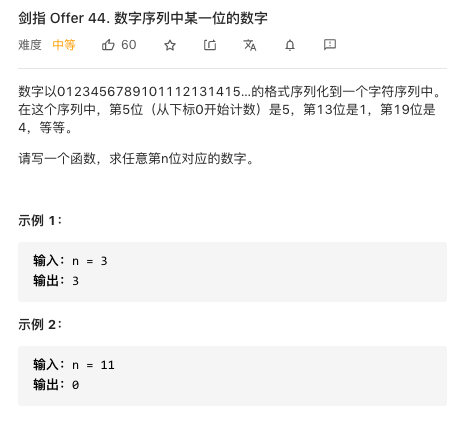 剑指 Offer 44. 数字序列中某一位的数字
难度 中等 60
数字以0123456789101112131415…的格式序列化到一个字符序列中。
在这个序列中，第5位（从下标0开始计数）是5，第13位是1，第19位是
4，等等。
请写一个函数，求任意第n位对应的数字。
示例 1：
输入：n = 3
输出：3
示例 2：
输入：n = 11
输出：0